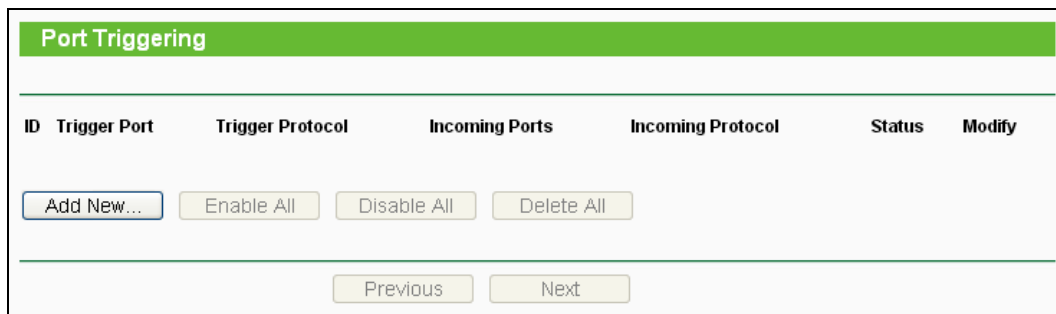 Port Triggering
ID Trigger Port Trigger Protocol Incoming Ports Incoming Protocol Status Modify
Add New... Enable All Disable All Delete All
Previous Next